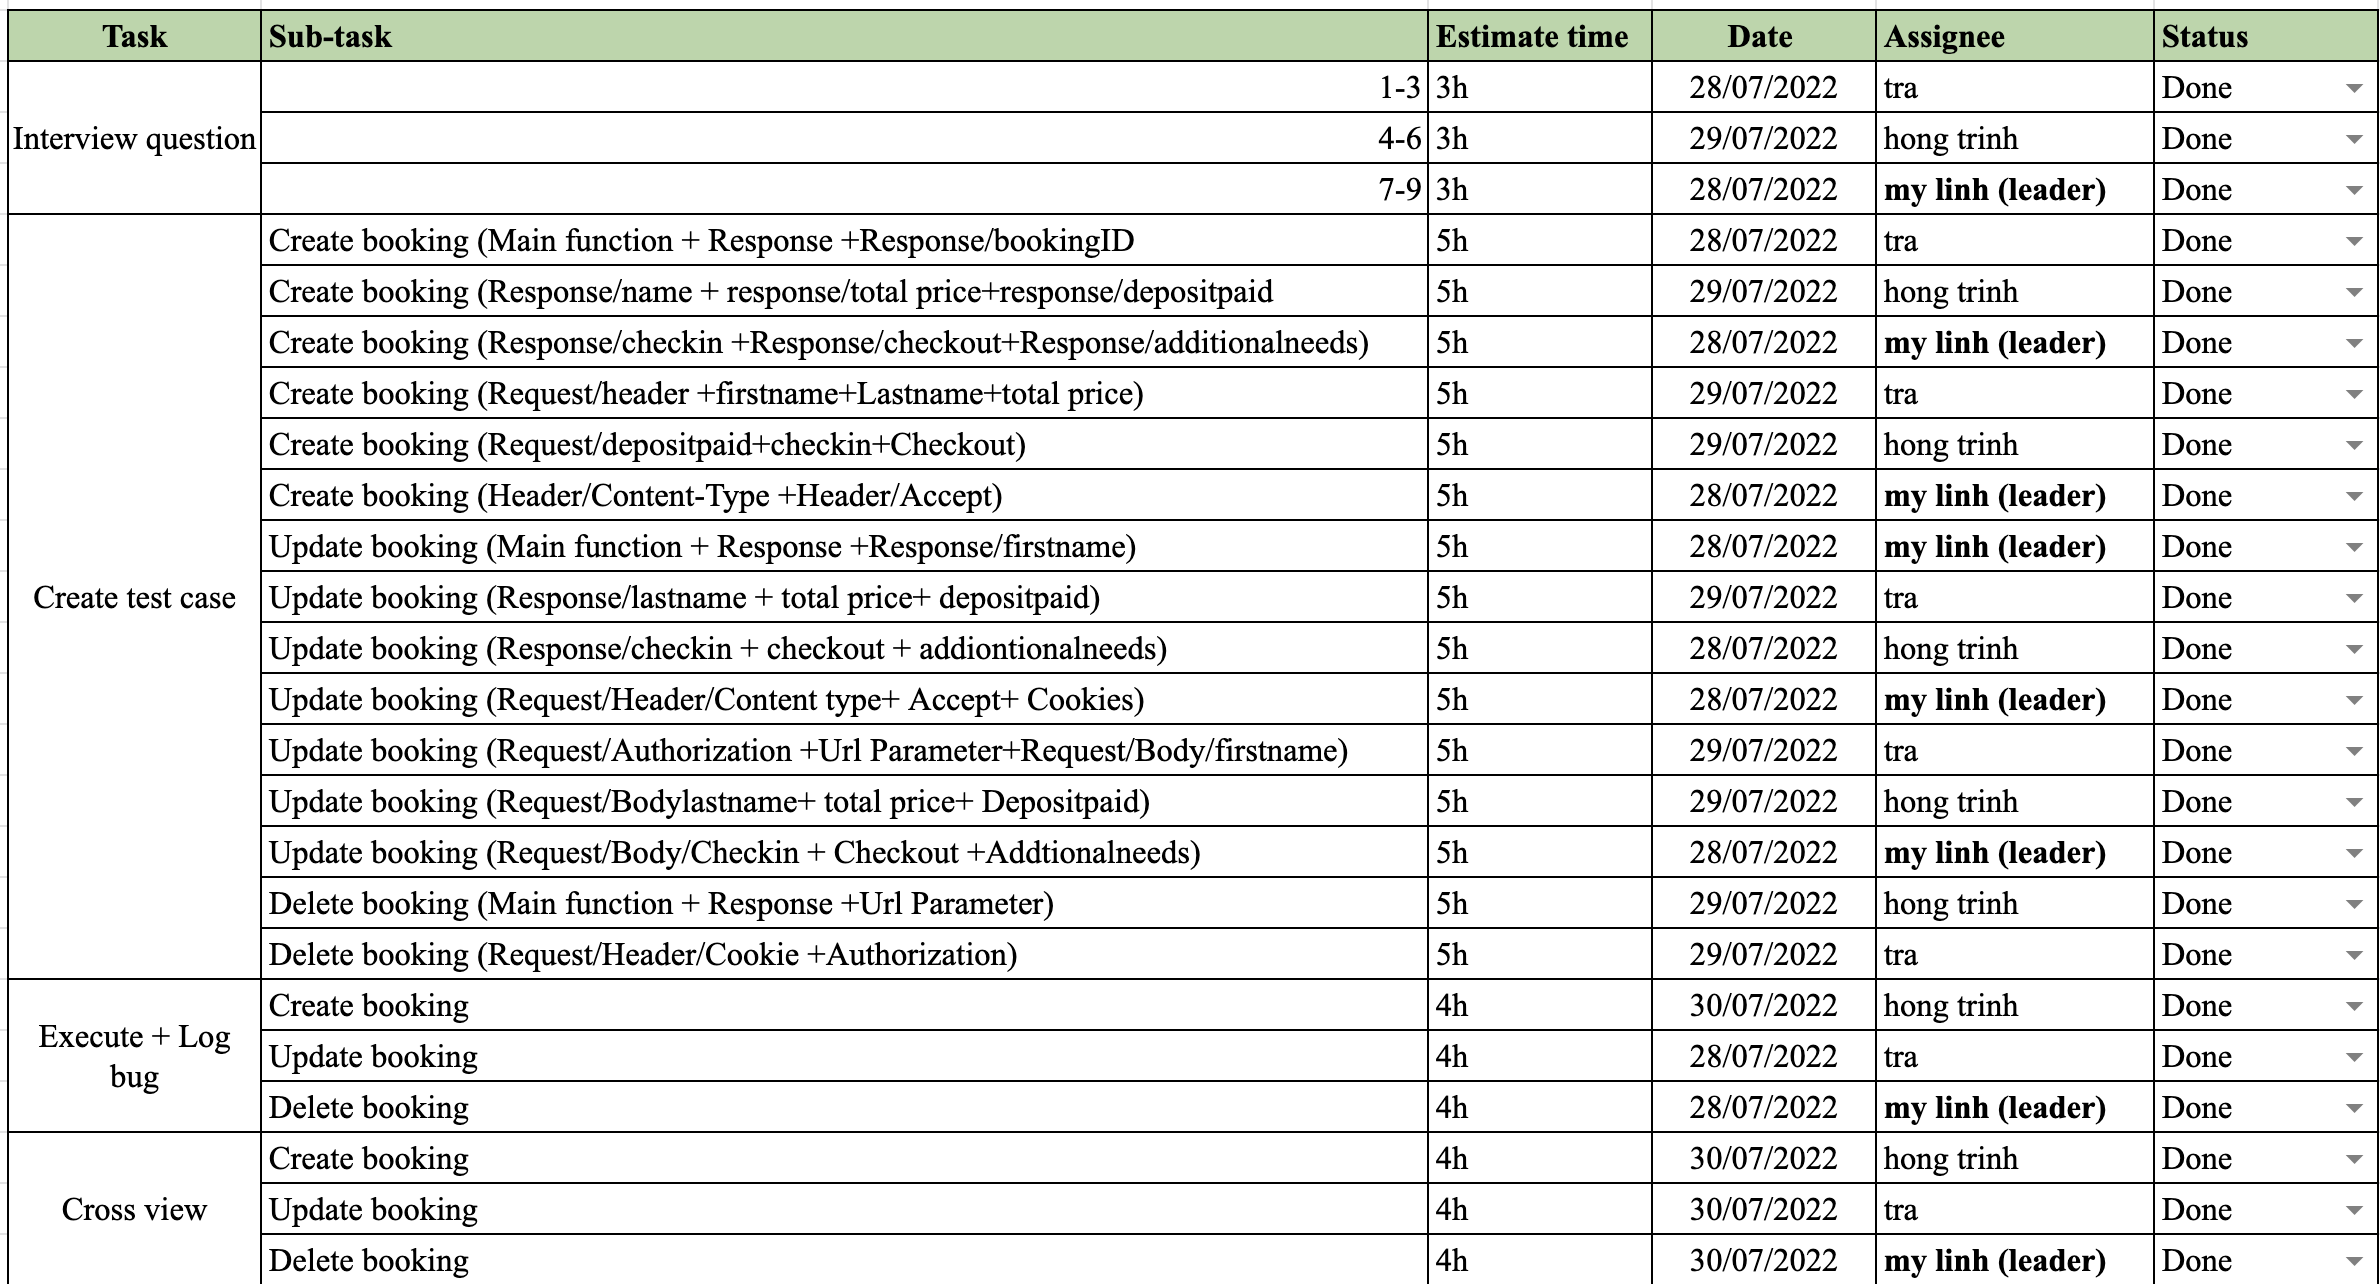 Task Sub-task Estimate time Date Assignee Status
Interview question
1-3 3h 28/07/2022 tra Done
4-6 3h 29/07/2022 hong trinh Done
7-9 3h 28/07/2022 my linh (leader) Done
Create test case
Create booking (Main function + Response +Response/bookingID 5h 28/07/2022 tra Done
Create booking (Response/name + response/total price+response/depositpaid 5h 29/07/2022 hong trinh Done
Create booking (Response/checkin +Response/checkout+Response/additionalneeds) 5h 28/07/2022 my linh (leader) Done
Create booking (Request/header +firstname+Lastname+total price) 5h 29/07/2022 tra Done
Create booking (Request/depositpaid+checkin+Checkout) 5h 29/07/2022 hong trinh Done
Create booking (Header/Content-Type +Header/Accept) 5h 28/07/2022 my linh (leader) Done
Update booking (Main function + Response +Response/firstname) 5h 28/07/2022 my linh (leader) Done
Update booking (Response/lastname + total price+ depositpaid) 5h 29/07/2022 tra Done
Update booking (Response/checkin + checkout + addiontionalneeds) 5h 28/07/2022 hong trinh Done
Update booking (Request/Header/Content type+ Accept+ Cookies) 5h 28/07/2022 my linh (leader) Done
Update booking (Request/Authorization +Url Parameter+Request/Body/firstname) 5h 29/07/2022 tra Done
Update booking (Request/Bodylastname+ total price+ Depositpaid) 5h 29/07/2022 hong trinh Done
Update booking (Request/Body/Checkin + Checkout +Addtionalneeds) 5h 28/07/2022 my linh (leader) Done
Delete booking (Main function + Response +Url Parameter) 5h 29/07/2022 hong trinh Done
Delete booking (Request/Header/Cookie +Authorization) 5h 29/07/2022 tra Done
Execute + Log
bug
Create booking 4h 30/07/2022 hong trinh Done
Update booking 4h 28/07/2022 tra Done
Delete booking 4h 28/07/2022 my linh (leader) Done
Cross view
Create booking 4h 30/07/2022 hong trinh Done
Update booking 4h 30/07/2022 tra Done
Delete booking 4h 30/07/2022 my linh (leader) Done